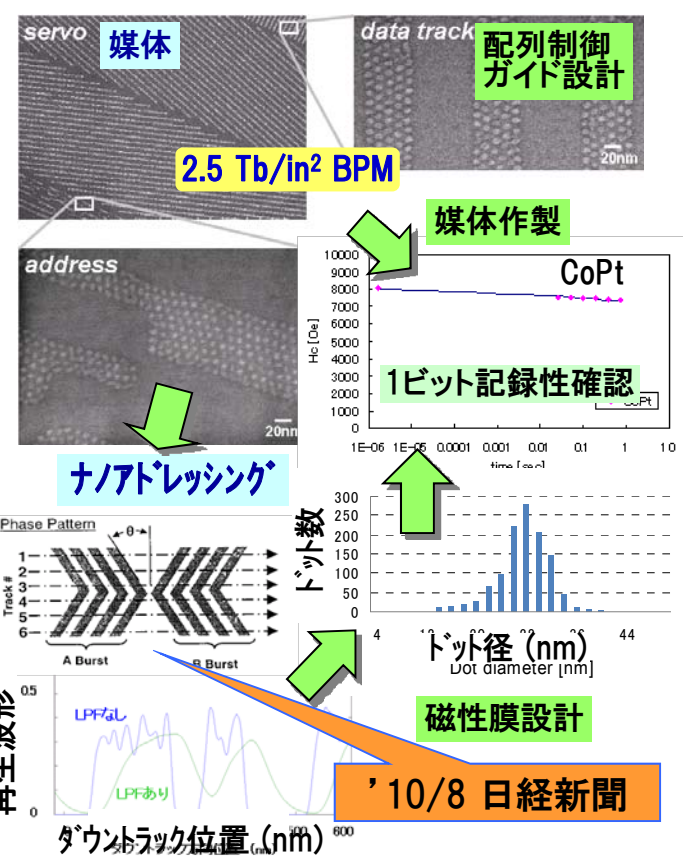 servo
媒体
data track
配列制御
ガイド設計
20nm
2.5 Tb/in² BPM
媒体作製
address
20nm
10000
9000
8000
7000
6000
5000
4000
3000
2000
1000
0
Hc [Oe]
CoPt
1ビット記録性確認
1E-06 1E-05 0.0001 0.001 0.01 0.1 1 10
time [sec]
ナノアドレッシング
Phase Pattern
θ
Track #
1
2
3
4
5
6
A Burst
B Burst
ドット数
300
250
200
150
100
50
0
4
44
ドット径 (nm)
Dot diameter [nm]
磁性膜設計
再生波形
0.5
0
LPFなし
LPFあり
500
600
ダウントラック位置 (nm)
’10/8 日経新聞